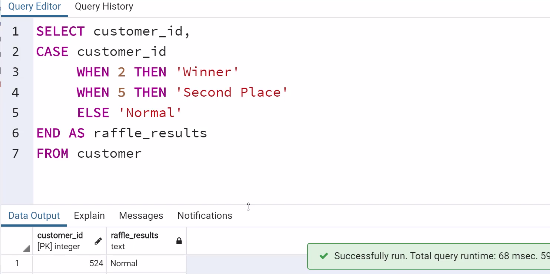 Query Editor Query History
1 SELECT customer_id,
2 CASE customer_id
3 WHEN 2 THEN 'Winner'
4 WHEN 5 THEN 'Second Place'
5 ELSE 'Normal'
6 END AS raffle_results
7 FROM customer
Data Output Explain Messages Notifications
customer_id raffle_results
[PK] integer text
1 524 Normal
Successfully run. Total query runtime: 68 msec. 59